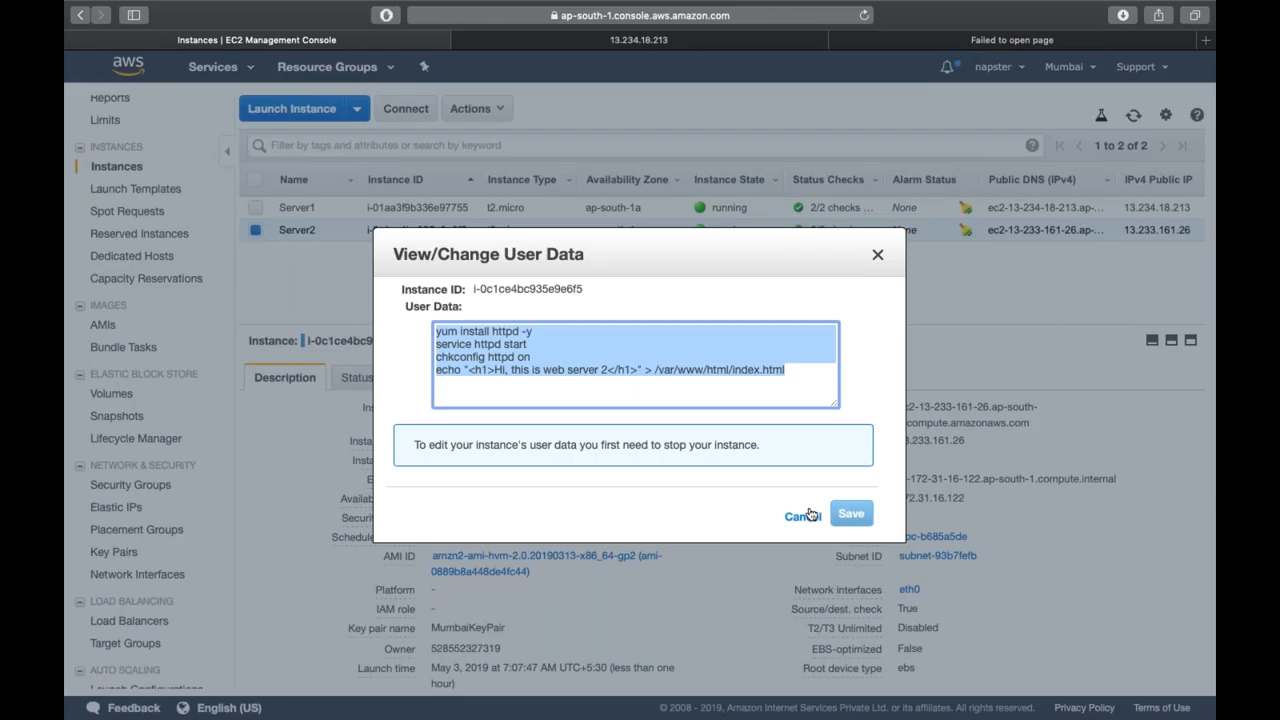 ap-south-1.console.aws.amazon.com
Instances | EC2 Management Console
13.234.18.213
Failed to open page
aws
Services
Resource Groups
napster
Mumbai
Support
Reports
Limits
INSTANCES
Instances
Launch Templates
Spot Requests
Reserved Instances
Dedicated Hosts
Capacity Reservations
IMAGES
AMIs
Bundle Tasks
ELASTIC BLOCK STORE
Volumes
Snapshots
Lifecycle Manager
NETWORK & SECURITY
Security Groups
Elastic IPs
Placement Groups
Key Pairs
Network Interfaces
LOAD BALANCING
Load Balancers
Target Groups
AUTO SCALING
Launch Configurations
Launch Instance
Connect
Actions
Filter by tags and attributes or search by keyword
1 to 2 of 2
Name Instance ID Instance Type Availability Zone Instance State Status Checks Alarm Status Public DNS (IPv4) IPv4 Public IP
Server1 i-01aa3f9b336e97755 t2.micro ap-south-1a running 2/2 checks ... None ec2-13-234-18-213.ap-... 13.234.18.213
Server2 ec2-13-233-161-26.ap-... 13.233.161.26
View/Change User Data
Instance ID: i-0c1ce4bc935e9e6f5
User Data:
yum install httpd -y
service httpd start
chkconfig httpd on
echo "<h1>Hi, this is web server 2</h1>" > /var/www/html/index.html
To edit your instance's user data you first need to stop your instance.
Save
Instance: i-0c1ce4bc9
Description
Status
c2-13-233-161-26.ap-south-
compute.amazonaws.com
3.233.161.26
-172-31-16-122.ap-south-1.compute.internal
72.31.16.122
pc-b685a5de
AMI ID amzn2-ami-hvm-2.0.20190313-x86_64-gp2 (ami-
0889b8a448de4fc44)
Subnet ID subnet-93b7fefb
Platform -
Network interfaces eth0
IAM role -
Source/dest. check True
Key pair name MumbaiKeyPair
T2/T3 Unlimited Disabled
Owner 528552327319
EBS-optimized False
Launch time May 3, 2019 at 7:07:47 AM UTC+5:30 (less than one
hour)
Root device type ebs
Feedback
English (US)
© 2008 - 2019, Amazon Internet Services Private Ltd. or its affiliates. All rights reserved.
Privacy Policy
Terms of Use